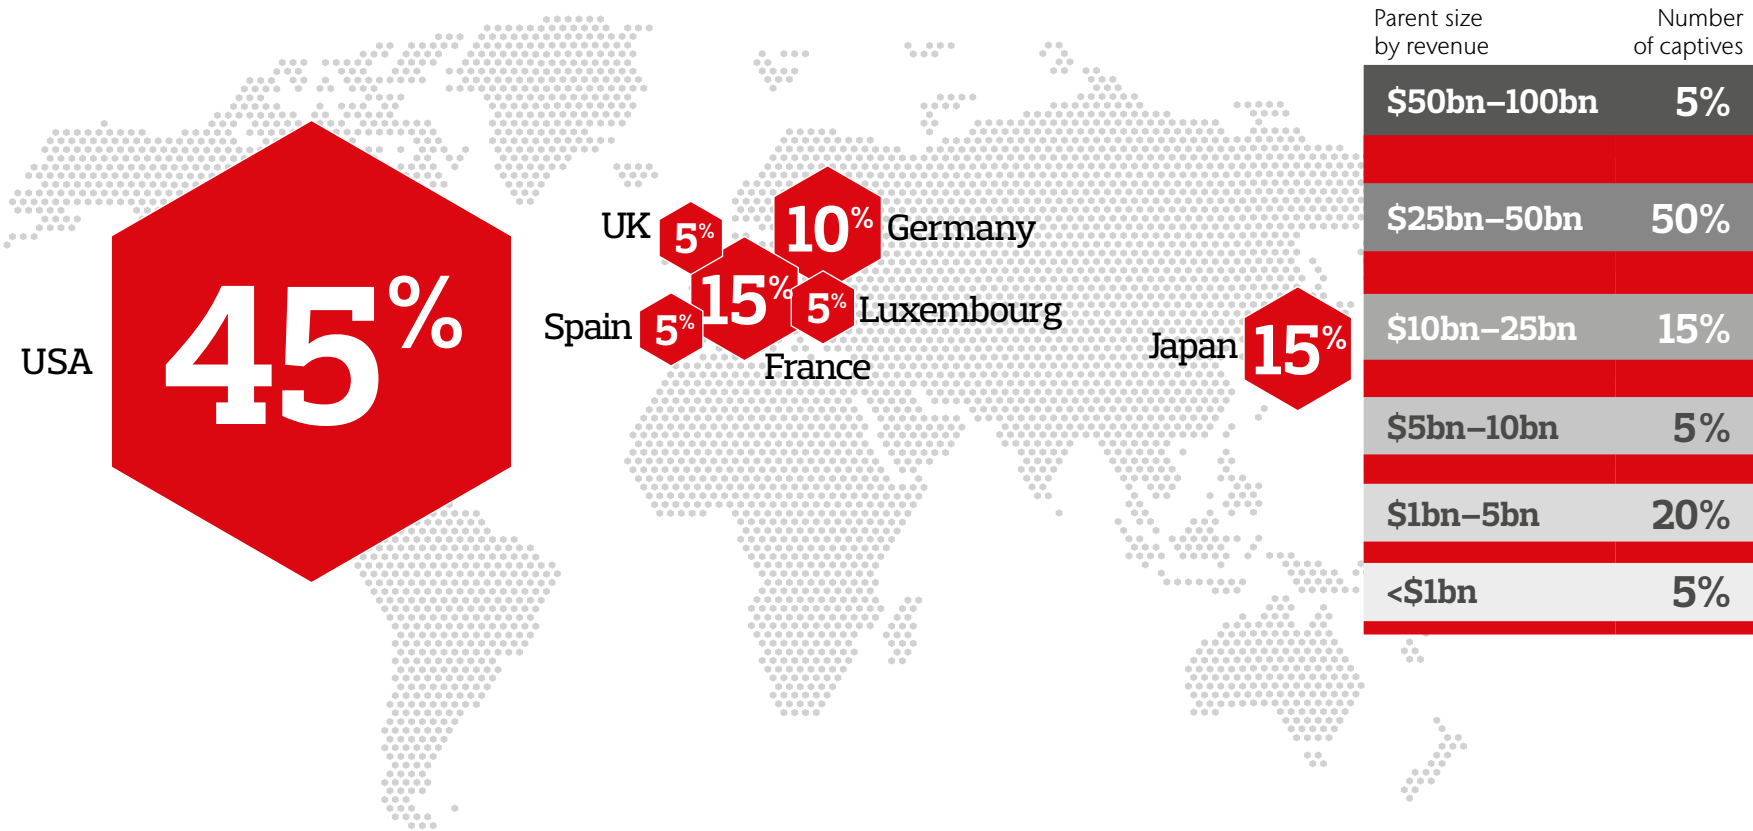 USA
45%
UK
5%
10%
Germany
15%
5%
Luxembourg
Spain
5%
France
Japan
15%
Parent size
by revenue
Number
of captives
$50bn–100bn 5%
$25bn–50bn 50%
$10bn–25bn 15%
$5bn–10bn 5%
$1bn–5bn 20%
<$1bn 5%